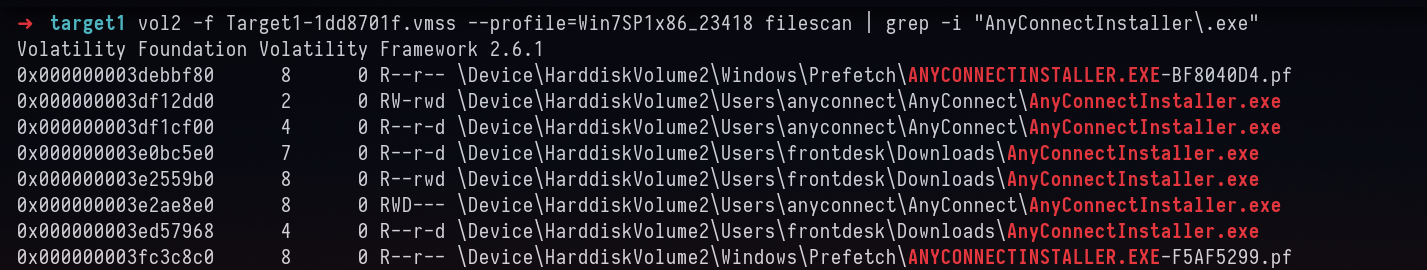 → target1 vol2 -f Target1-1dd8701f.vmss --profile=Win7SP1x86_23418 filescan | grep -i "AnyConnectInstaller\.exe"
Volatility Foundation Volatility Framework 2.6.1
0x000000003debbf80      8      0 R--r-- \Device\HarddiskVolume2\Windows\Prefetch\ANYCONNECTINSTALLER.EXE-BF8040D4.pf
0x000000003df12dd0      2      0 RW-rwd \Device\HarddiskVolume2\Users\anyconnect\AnyConnect\AnyConnectInstaller.exe
0x000000003df1cf00      4      0 R--r-d \Device\HarddiskVolume2\Users\anyconnect\AnyConnect\AnyConnectInstaller.exe
0x000000003e0bc5e0      7      0 R--r-d \Device\HarddiskVolume2\Users\frontdesk\Downloads\AnyConnectInstaller.exe
0x000000003e2559b0      8      0 R--rwd \Device\HarddiskVolume2\Users\frontdesk\Downloads\AnyConnectInstaller.exe
0x000000003e2ae8e0      8      0 RWD--- \Device\HarddiskVolume2\Users\anyconnect\AnyConnect\AnyConnectInstaller.exe
0x000000003ed57968      4      0 R--r-d \Device\HarddiskVolume2\Users\frontdesk\Downloads\AnyConnectInstaller.exe
0x000000003fc3c8c0      8      0 R--r-- \Device\HarddiskVolume2\Windows\Prefetch\ANYCONNECTINSTALLER.EXE-F5AF5299.pf